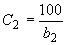 C₂ = 100/b₂